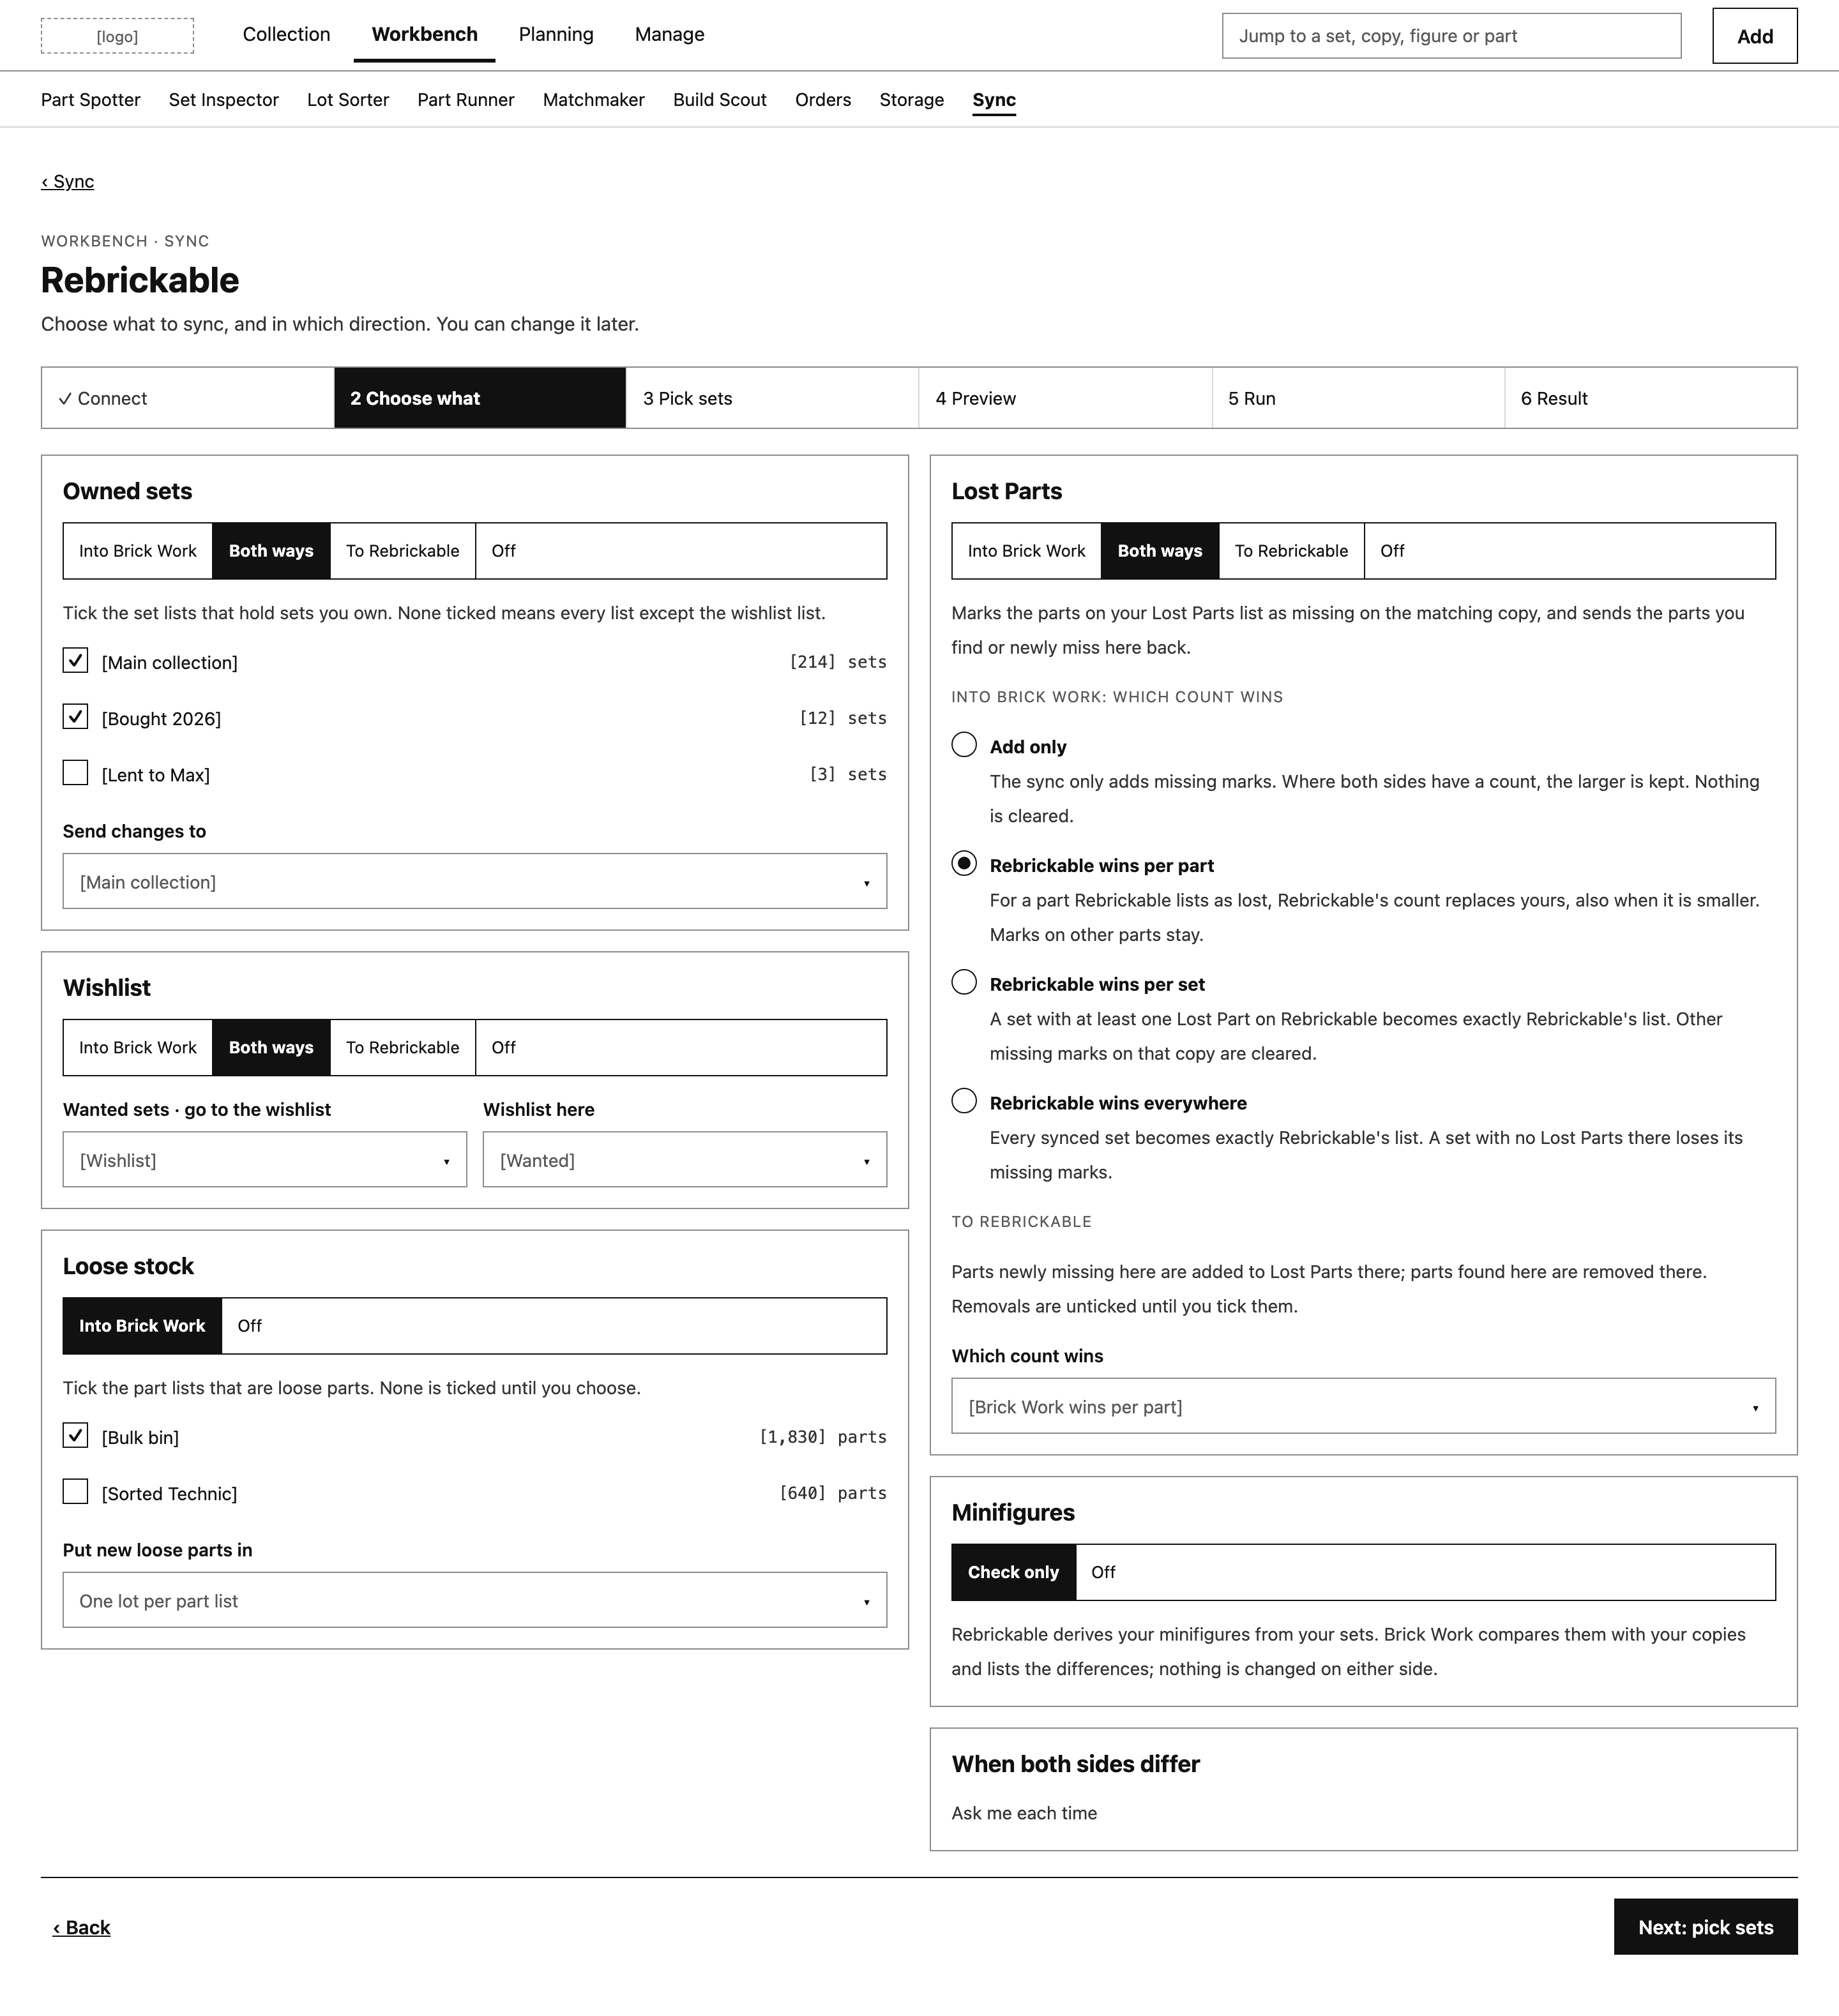 [logo]
Collection
Workbench
Planning
Manage
Jump to a set, copy, figure or part
Add
Part Spotter
Set Inspector
Lot Sorter
Part Runner
Matchmaker
Build Scout
Orders
Storage
Sync
‹ Sync
WORKBENCH · SYNC
Rebrickable
Choose what to sync, and in which direction. You can change it later.
✓ Connect
2 Choose what
3 Pick sets
4 Preview
5 Run
6 Result
Owned sets
Into Brick Work
Both ways
To Rebrickable
Off
Tick the set lists that hold sets you own. None ticked means every list except the wishlist list.
[Main collection]
[214] sets
[Bought 2026]
[12] sets
[Lent to Max]
[3] sets
Send changes to
[Main collection]
Wishlist
Into Brick Work
Both ways
To Rebrickable
Off
Wanted sets · go to the wishlist
[Wishlist]
Wishlist here
[Wanted]
Loose stock
Into Brick Work
Off
Tick the part lists that are loose parts. None is ticked until you choose.
[Bulk bin]
[1,830] parts
[Sorted Technic]
[640] parts
Put new loose parts in
One lot per part list
Lost Parts
Into Brick Work
Both ways
To Rebrickable
Off
Marks the parts on your Lost Parts list as missing on the matching copy, and sends the parts you
find or newly miss here back.
INTO BRICK WORK: WHICH COUNT WINS
Add only
The sync only adds missing marks. Where both sides have a count, the larger is kept. Nothing
is cleared.
Rebrickable wins per part
For a part Rebrickable lists as lost, Rebrickable's count replaces yours, also when it is smaller.
Marks on other parts stay.
Rebrickable wins per set
A set with at least one Lost Part on Rebrickable becomes exactly Rebrickable's list. Other
missing marks on that copy are cleared.
Rebrickable wins everywhere
Every synced set becomes exactly Rebrickable's list. A set with no Lost Parts there loses its
missing marks.
TO REBRICKABLE
Parts newly missing here are added to Lost Parts there; parts found here are removed there.
Removals are unticked until you tick them.
Which count wins
[Brick Work wins per part]
Minifigures
Check only
Off
Rebrickable derives your minifigures from your sets. Brick Work compares them with your copies
and lists the differences; nothing is changed on either side.
When both sides differ
Ask me each time
‹ Back
Next: pick sets